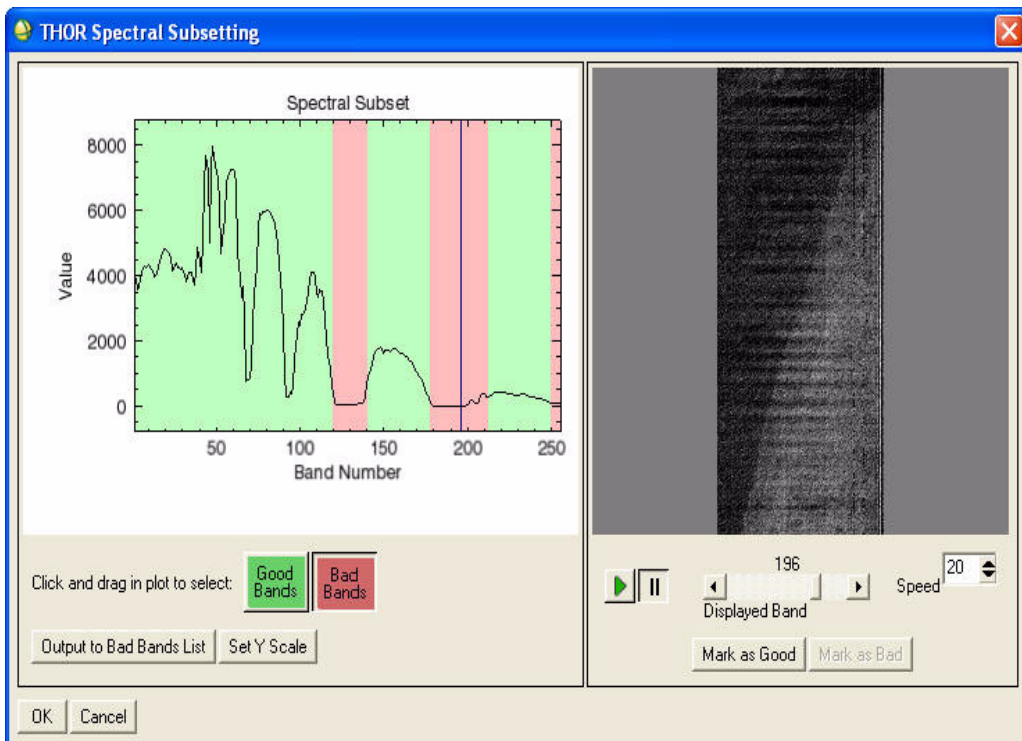 THOR Spectral Subsetting
Spectral Subset
8000
6000
4000
2000
0
Value
50 100 150 200 250
Band Number
Click and drag in plot to select:
Good Bands
Bad Bands
Output to Bad Bands List
Set Y Scale
196
Displayed Band
Speed
20
Mark as Good
Mark as Bad
OK
Cancel